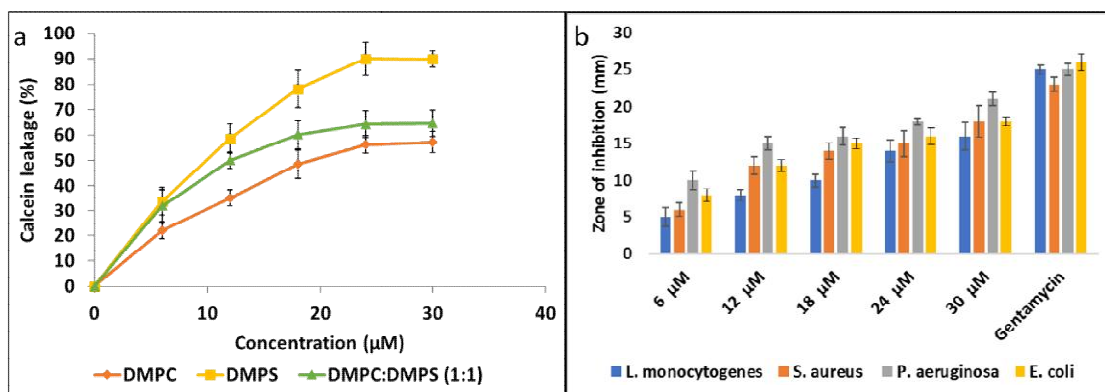 a
Calcein leakage (%)
100
90
80
70
60
50
40
30
20
10
0
0 10 20 30 40
Concentration (µM)
DMPC DMPS DMPC:DMPS (1:1)
b
Zone of inhibition (mm)
30
25
20
15
10
5
0
6 µM 12 µM 18 µM 24 µM 30 µM Gentamycin
L. monocytogenes S. aureus P. aeruginosa E. coli